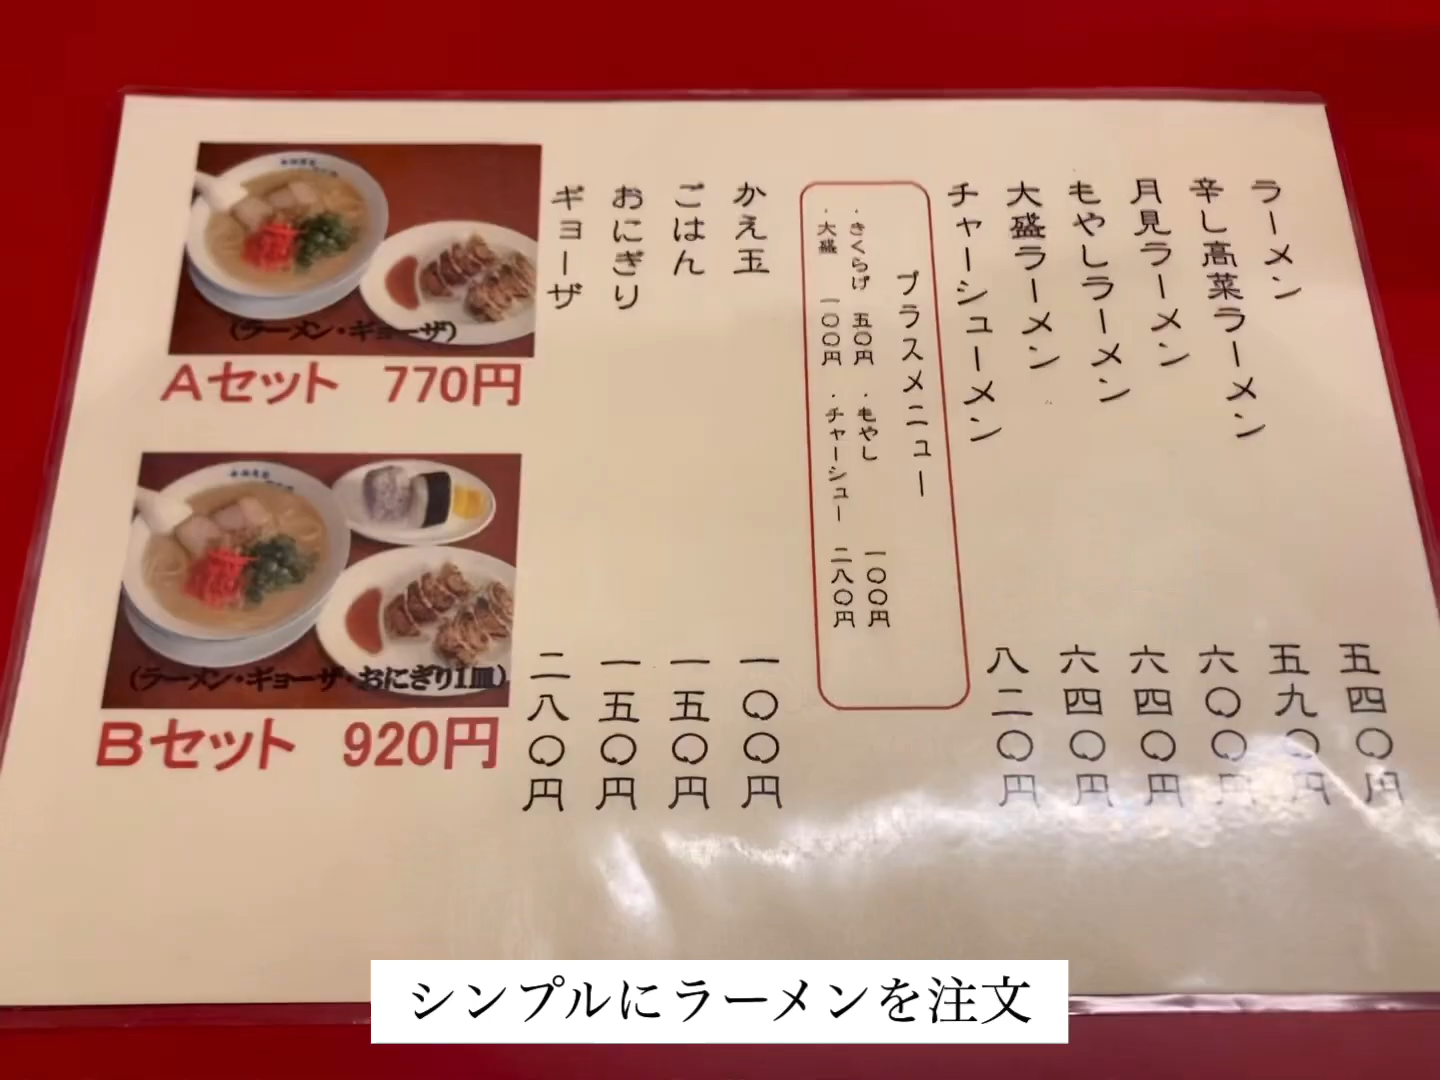 ラーメン 五四〇円
辛し高菜ラーメン 五九〇円
月見ラーメン 六〇〇円
もやしラーメン 六四〇円
大盛ラーメン 六四〇円
チャーシューメン 八二〇円
プラスメニュー
・きくらげ 五〇円 ・もやし 一〇〇円
・大盛 一〇〇円 ・チャーシュー 二八〇円
かえ玉 一〇〇円
ごはん 一五〇円
おにぎり 一五〇円
ギョーザ 二八〇円
(ラーメン・ギョーザ)
Aセット 770円
(ラーメン・ギョーザ・おにぎり1皿)
Bセット 920円
シンプルにラーメンを注文